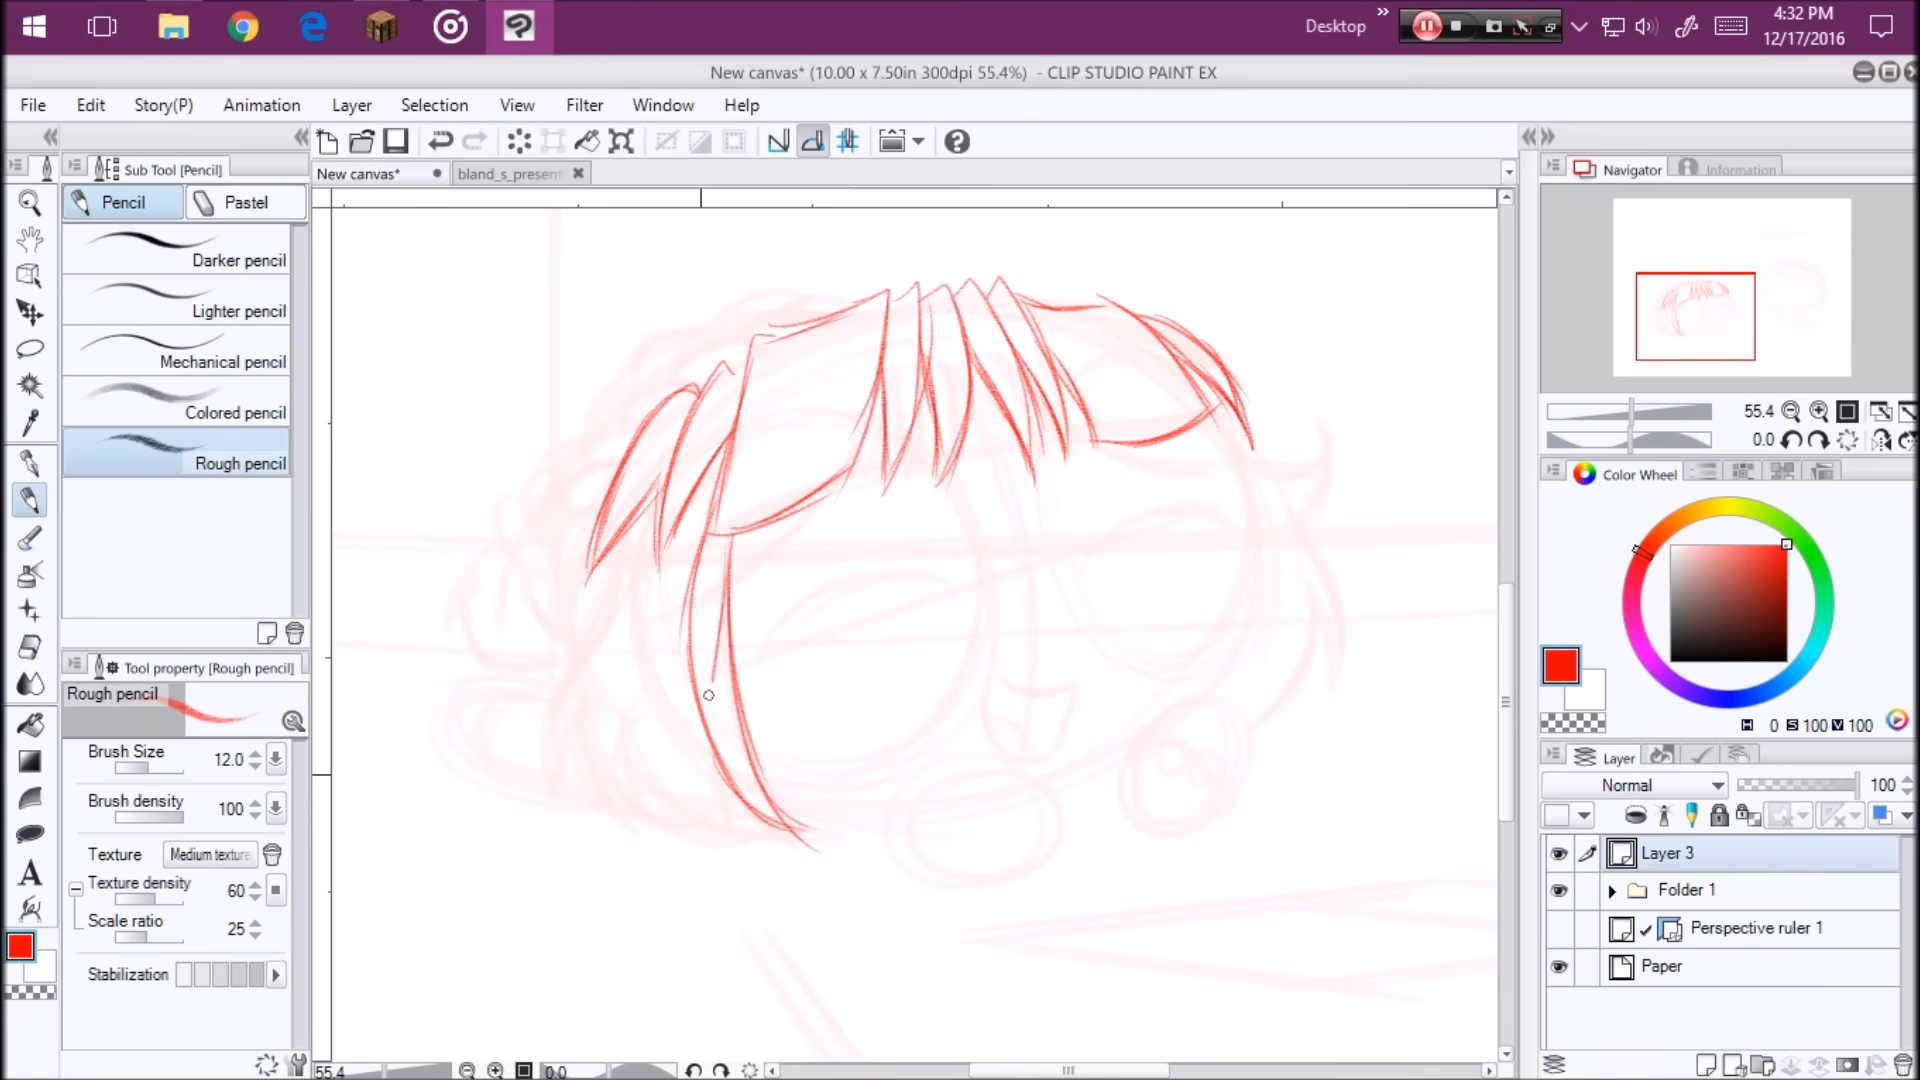 Desktop
4:32 PM
12/17/2016
New canvas* (10.00 x 7.50in 300dpi 55.4%) - CLIP STUDIO PAINT EX
File Edit Story(P) Animation Layer Selection View Filter Window Help
Sub Tool [Pencil]
New canvas*
bland_s_present
Navigator
Information
Pencil
Pastel
Darker pencil
Lighter pencil
Mechanical pencil
Colored pencil
Rough pencil
Tool property [Rough pencil]
Rough pencil
Brush Size 12.0
Brush density 100
Texture Medium texture
Texture density 60
Scale ratio 25
Stabilization
A
55.4
0.0
55.4
0.0
Color Wheel
H 0 S 100 V 100
Layer
Normal 100
Layer 3
Folder 1
Perspective ruler 1
Paper